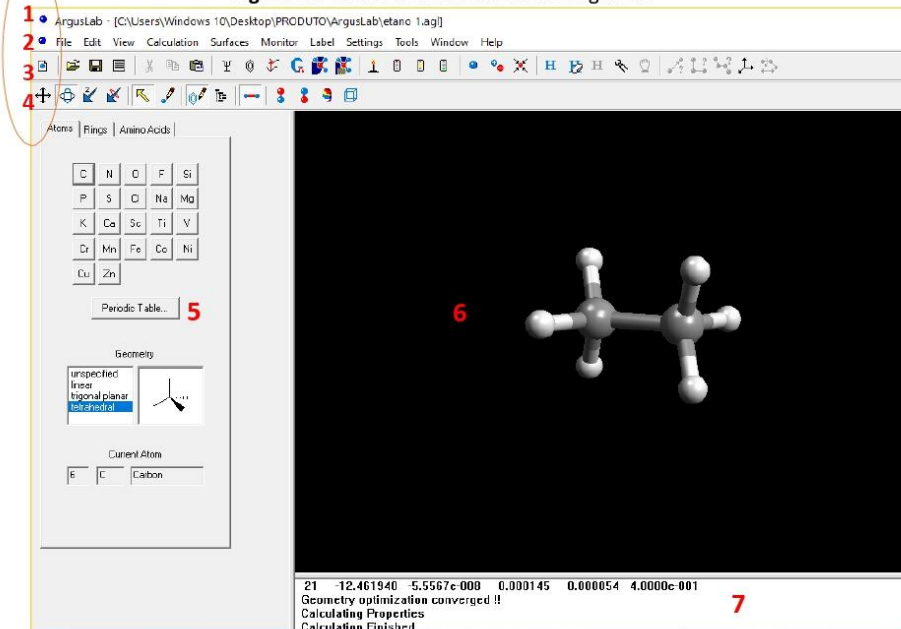 1 ArgusLab - [C:\Users\Windows 10\Desktop\PRODUTO\ArgusLab\etano 1.agl]
2 File Edit View Calculation Surfaces Monitor Label Settings Tools Window Help
3
4
Atoms Rings Amino Acids
C N O F Si
P S Cl Na Mg
K Ca Sc Ti V
Cr Mn Fe Co Ni
Cu Zn
Periodic Table... 5
6
Geometry
unspecified
linear
trigonal planar
tetrahedral
Current Atom
6 C Carbon
21 -12.461940 -5.5567e-008 0.000145 0.000054 4.0000e-001
Geometry optimization converged !!
7
Calculating Properties
Calculation Finished